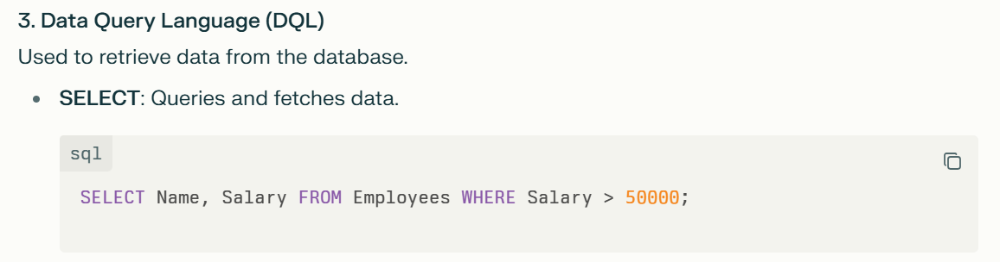 3. Data Query Language (DQL)
Used to retrieve data from the database.
• SELECT: Queries and fetches data.
sql
SELECT Name, Salary FROM Employees WHERE Salary > 50000;